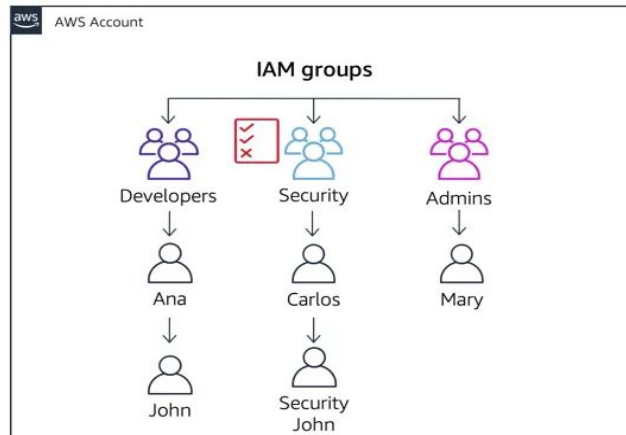 aws
AWS Account
IAM groups
Developers
Security
Admins
Ana
Carlos
Mary
John
Security
John